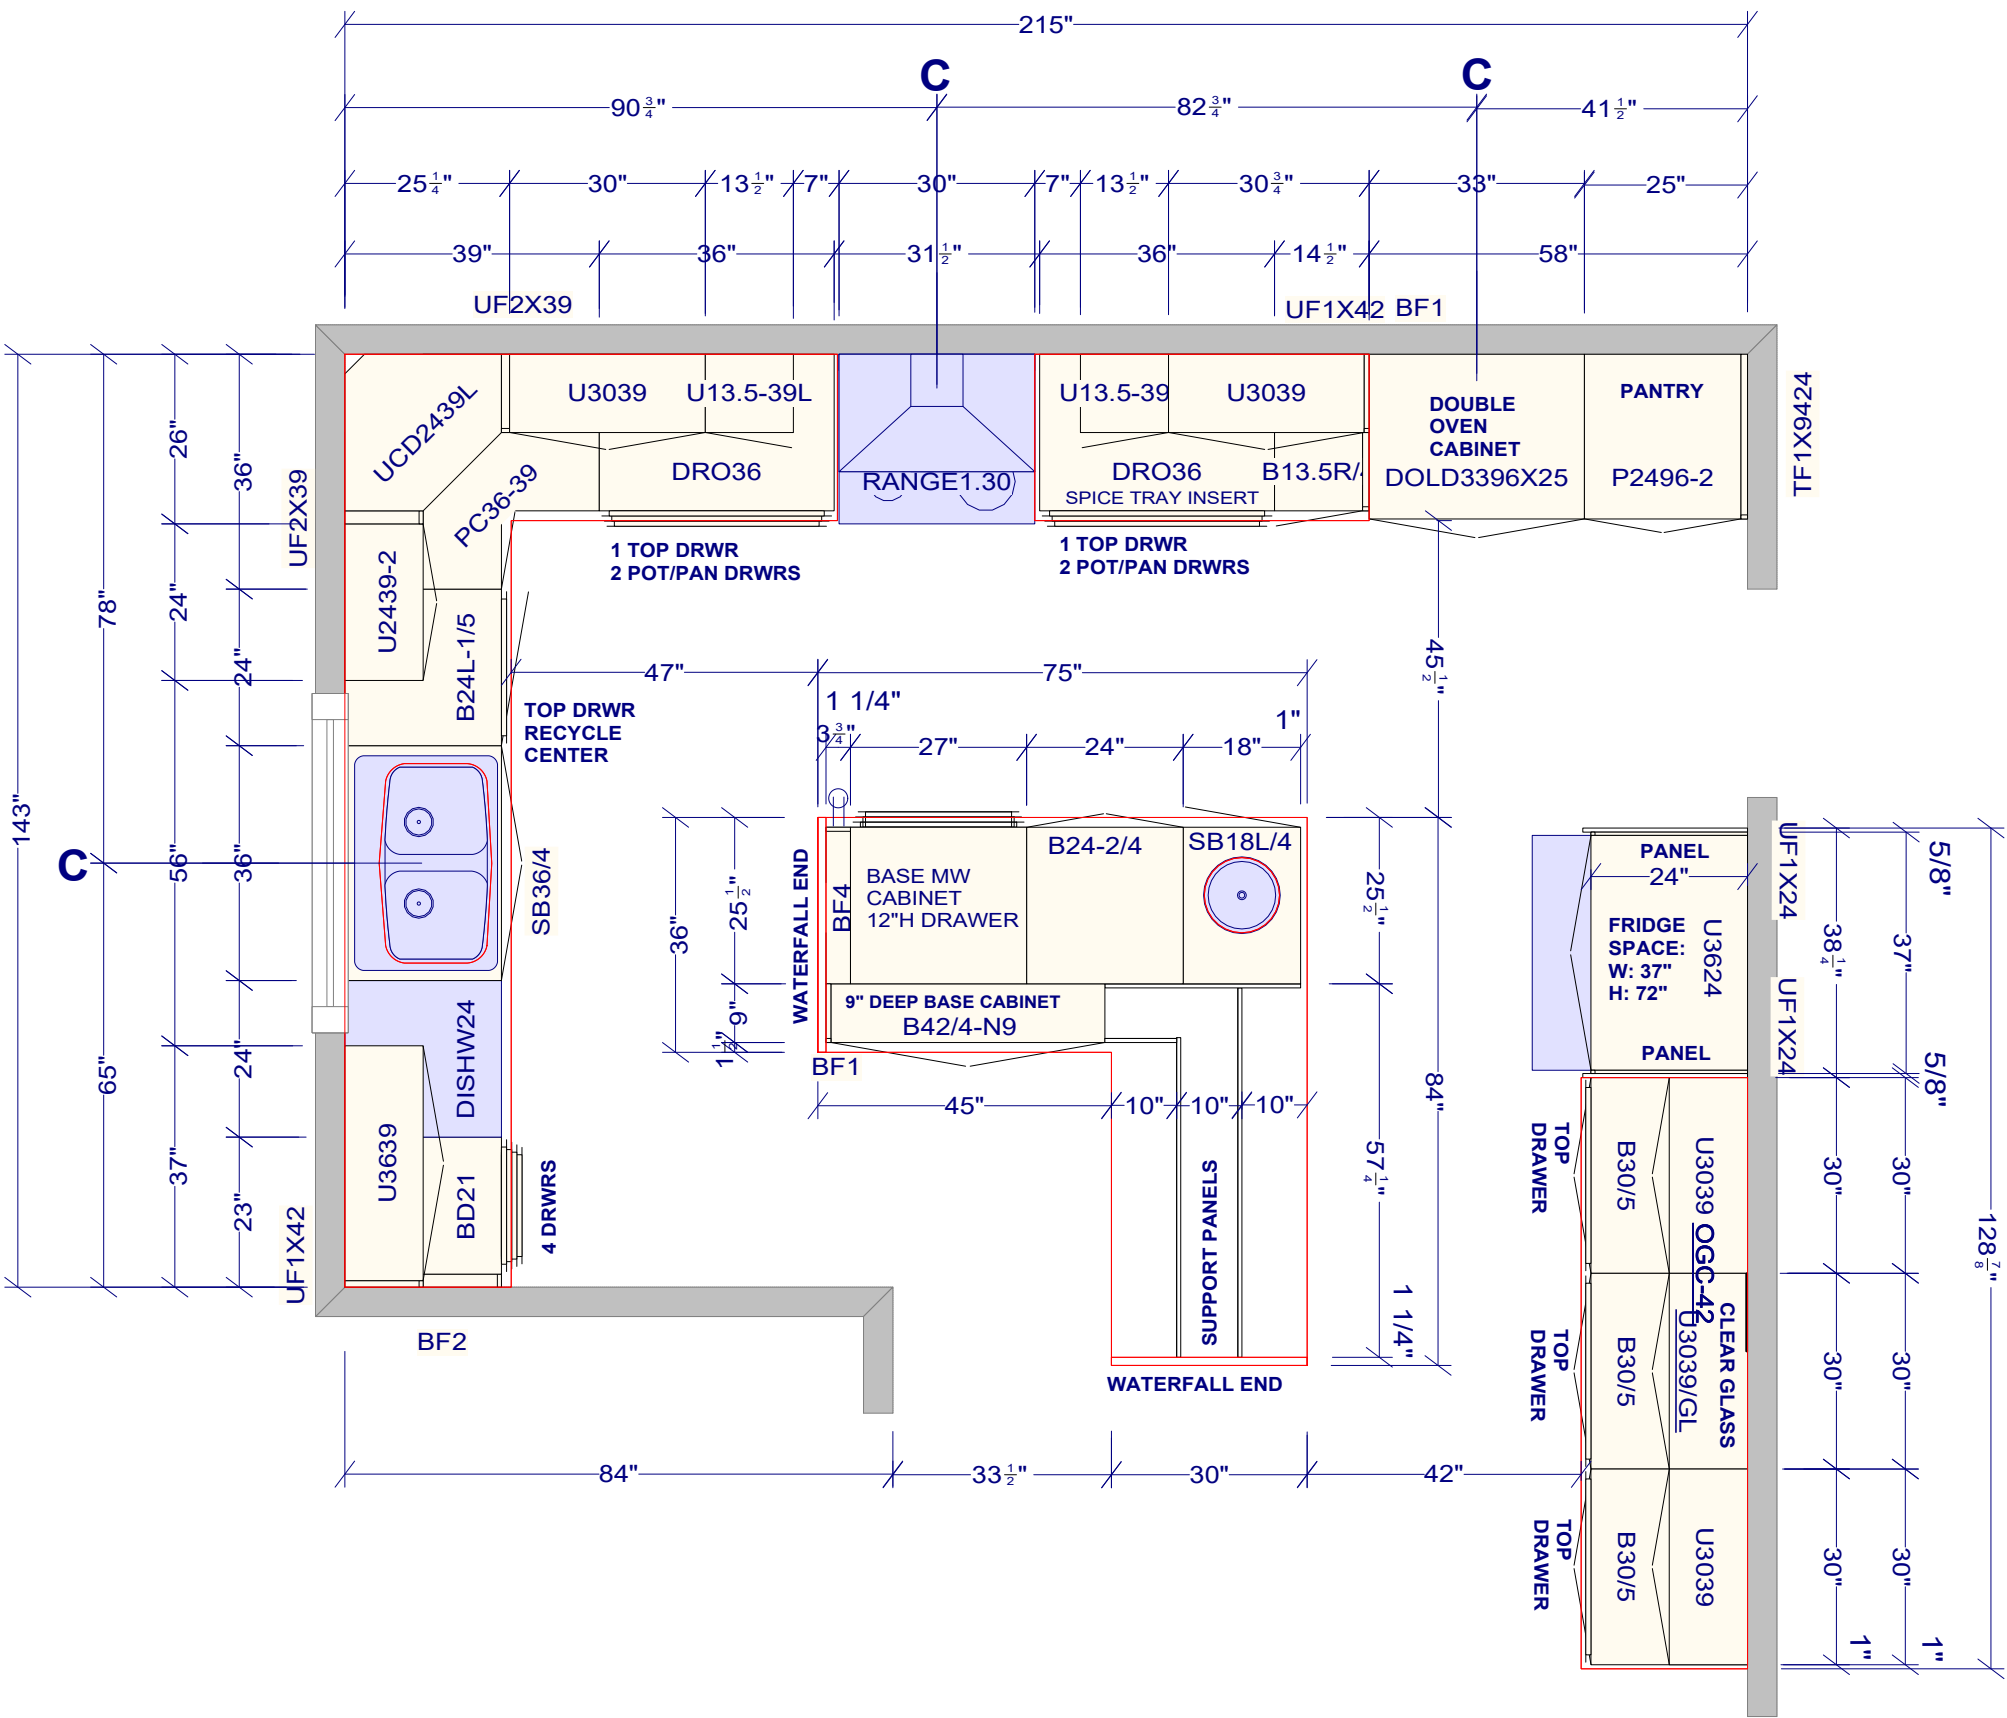 215"
C
C
90 3/4"
82 3/4"
41 1/2"
25 1/4"
30"
13 1/2"
7"
30"
7"
13 1/2"
30 3/4"
33"
25"
39"
36"
31 1/2"
36"
14 1/2"
58"
UF2X39
UF1X42
BF1
UCD2439L
U3039
U13.5-39L
U13.5-39
U3039
DOUBLE
OVEN
CABINET
DOLD3396X25
PANTRY
P2496-2
TF1X9424
PC36-39
DRO36
RANGE1.30
DRO36
SPICE TRAY INSERT
B13.5R/
1 TOP DRWR
2 POT/PAN DRWRS
1 TOP DRWR
2 POT/PAN DRWRS
143"
78"
65"
C
26"
24"
56"
37"
36"
24"
36"
24"
23"
UF2X39
UF1X42
U2439-2
B24L-1/5
TOP DRWR
RECYCLE
CENTER
SB36/4
DISHW24
U3639
BD21
4 DRWRS
BF2
47"
75"
45 1/2"
1 1/4"
3 3/4"
27"
24"
18"
1"
36"
25 1/2"
9"
1 1/2"
WATERFALL END
BF4
BASE MW
CABINET
12"H DRAWER
B24-2/4
SB18L/4
9" DEEP BASE CABINET
B42/4-N9
BF1
45"
10"
10"
10"
25 1/2"
57 1/4"
84"
1 1/4"
SUPPORT PANELS
WATERFALL END
84"
33 1/2"
30"
42"
PANEL
24"
FRIDGE
SPACE:
W: 37"
H: 72"
U3624
PANEL
UF1X24
UF1X24
5/8"
38 1/4"
37"
5/8"
TOP
DRAWER
B30/5
U3039
30"
30"
OGC-42
TOP
DRAWER
B30/5
U3039/GL
CLEAR GLASS
30"
30"
TOP
DRAWER
B30/5
U3039
30"
30"
1"
1"
128 7/8"